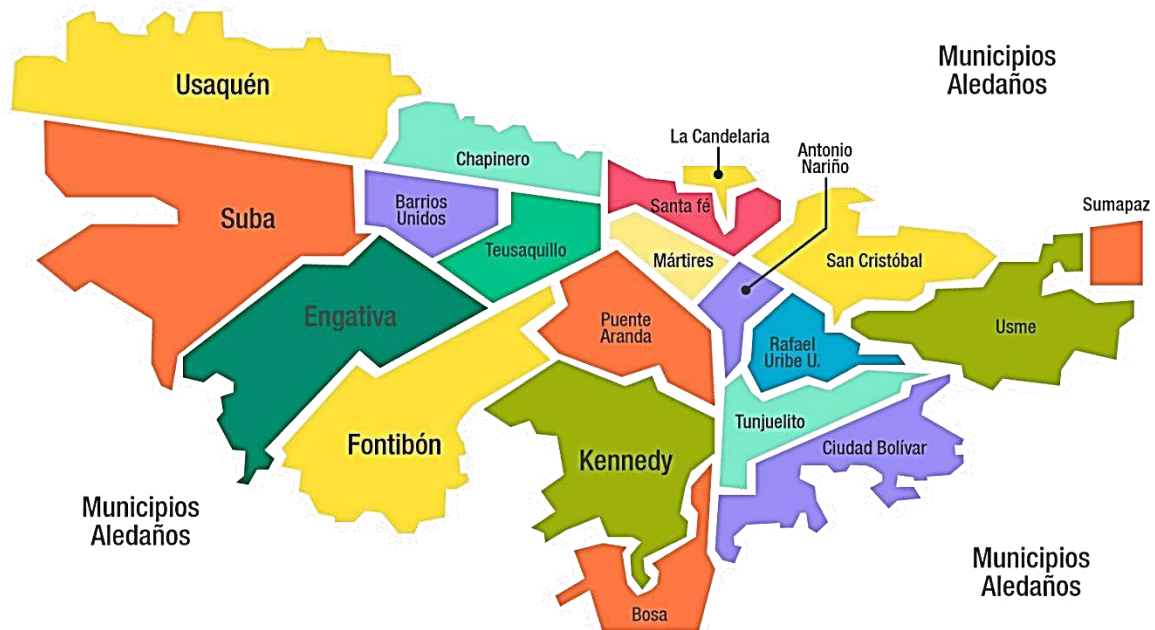 Municipios
Aledaños
Usaquén
La Candelaria
Antonio
Nariño
Chapinero
Barrios
Unidos
Santa fé
Sumapaz
Suba
Teusaquillo
Mártires
San Cristóbal
Engativa
Puente
Aranda
Rafael
Uribe U.
Usme
Tunjuelito
Fontibón
Kennedy
Ciudad Bolívar
Municipios
Aledaños
Municipios
Aledaños
Bosa